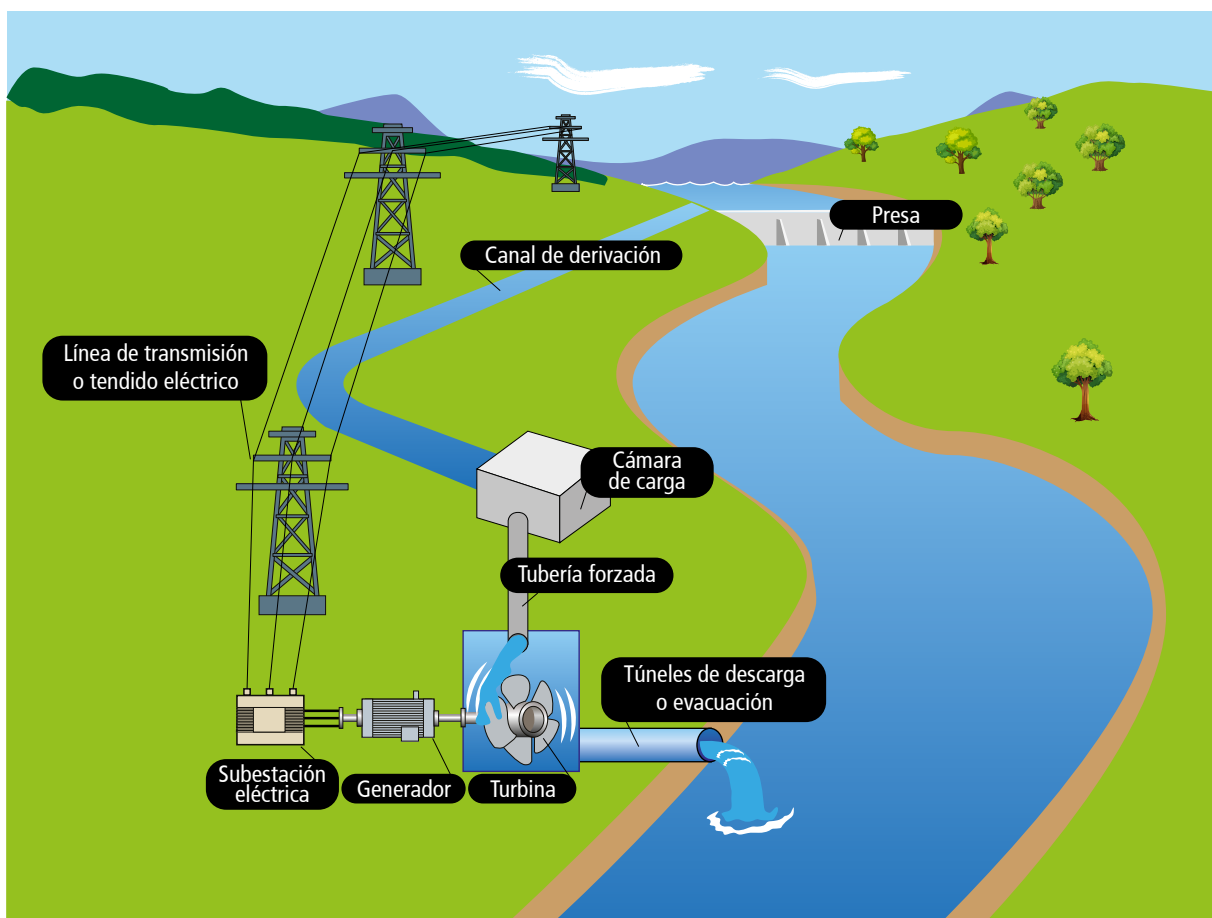 Presa
Canal de derivación
Línea de transmisión
o tendido eléctrico
Cámara
de carga
Tubería forzada
Túneles de descarga
o evacuación
Subestación
eléctrica
Generador
Turbina